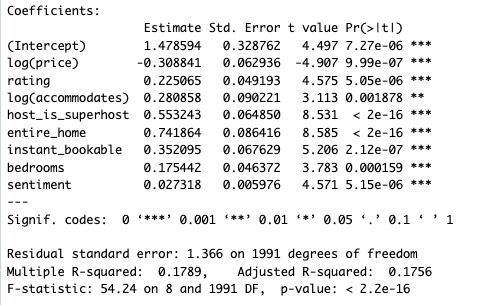 Coefficients:
Estimate Std. Error t value Pr(>|t|)
(Intercept) 1.478594 0.328762 4.497 7.27e-06 ***
log(price) -0.308841 0.062936 -4.907 9.99e-07 ***
rating 0.225065 0.049193 4.575 5.05e-06 ***
log(accommodates) 0.280858 0.090221 3.113 0.001878 **
host_is_superhost 0.553243 0.064850 8.531 < 2e-16 ***
entire_home 0.741864 0.086416 8.585 < 2e-16 ***
instant_bookable 0.352095 0.067629 5.206 2.12e-07 ***
bedrooms 0.175442 0.046372 3.783 0.000159 ***
sentiment 0.027318 0.005976 4.571 5.15e-06 ***
---
Signif. codes: 0 ‘***’ 0.001 ‘**’ 0.01 ‘*’ 0.05 ‘.’ 0.1 ‘ ’ 1
Residual standard error: 1.366 on 1991 degrees of freedom
Multiple R-squared: 0.1789, Adjusted R-squared: 0.1756
F-statistic: 54.24 on 8 and 1991 DF, p-value: < 2.2e-16